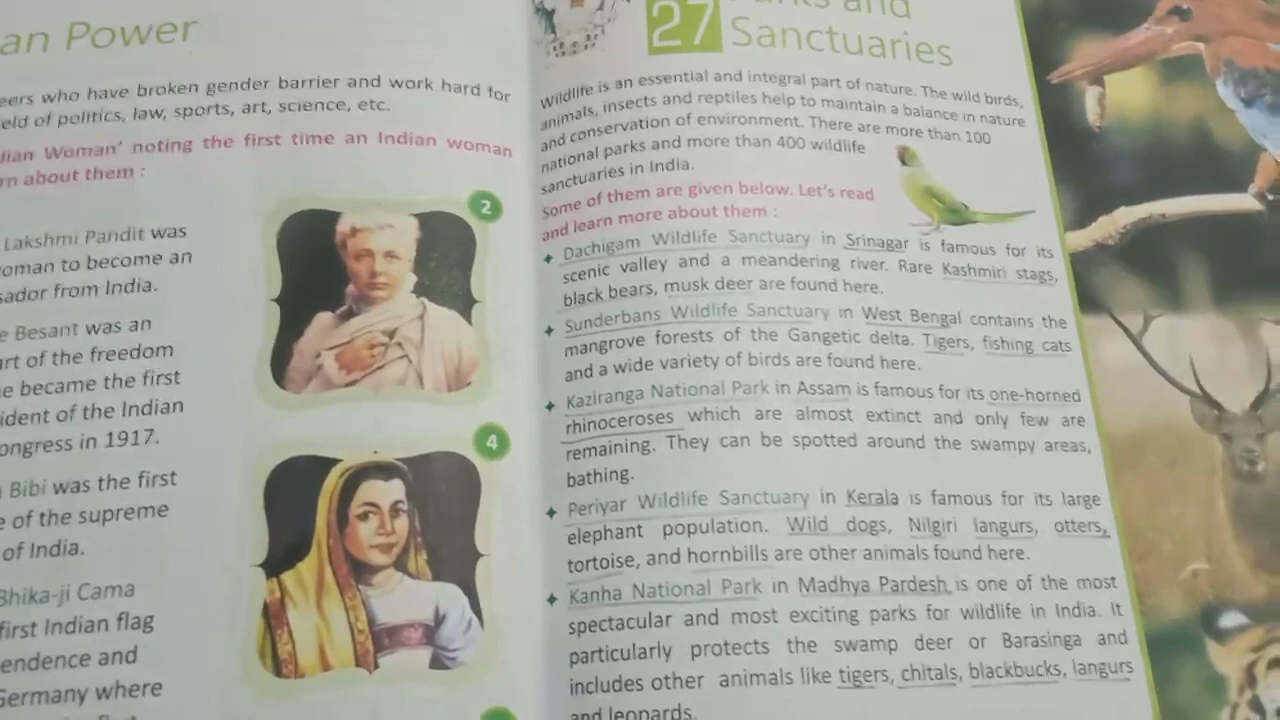 an Power
eers who have broken gender barrier and work hard for
eld of politics, law, sports, art, science, etc.
dian Woman' noting the first time an Indian woman
rn about them :
2
Lakshmi Pandit was
oman to become an
sador from India.
e Besant was an
art of the freedom
e became the first
ident of the Indian
ongress in 1917.
4
Bibi was the first
e of the supreme
of India.
Bhika-ji Cama
first Indian flag
endence and
Germany where
27
rks and
Sanctuaries
Wildlife is an essential and integral part of nature. The wild birds,
animals, insects and reptiles help to maintain a balance in nature
and conservation of environment. There are more than 100
national parks and more than 400 wildlife
sanctuaries in India.
Some of them are given below. Let's read
and learn more about them :
Dachigam Wildlife Sanctuary in Srinagar is famous for its
scenic valley and a meandering river. Rare Kashmiri stags,
black bears, musk deer are found here.
Sunderbans Wildlife Sanctuary in West Bengal contains the
mangrove forests of the Gangetic delta. Tigers, fishing cats
and a wide variety of birds are found here.
Kaziranga National Park in Assam is famous for its one-horned
rhinoceroses which are almost extinct and only few are
remaining. They can be spotted around the swampy areas,
bathing.
Periyar Wildlife Sanctuary in Kerala is famous for its large
elephant population. Wild dogs, Nilgiri langurs, otters,
tortoise, and hornbills are other animals found here.
Kanha National Park in Madhya Pardesh is one of the most
spectacular and most exciting parks for wildlife in India. It
particularly protects the swamp deer or Barasinga and
includes other animals like tigers, chitals, blackbucks, langurs
and leopards.